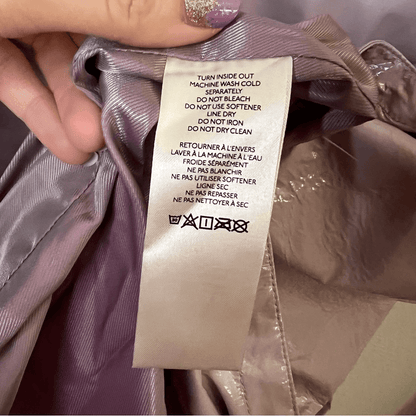 TURN INSIDE OUT
MACHINE WASH COLD
SEPARATELY
DO NOT BLEACH
DO NOT USE SOFTENER
LINE DRY
DO NOT IRON
DO NOT DRY CLEAN
RETOURNER À L'ENVERS
LAVER À LA MACHINE À L'EAU
FROIDE SÉPARÉMENT
NE PAS BLANCHIR
NE PAS UTILISER SOFTENER
LIGNE SEC
NE PAS REPASSER
NE PAS NETTOYER À SEC